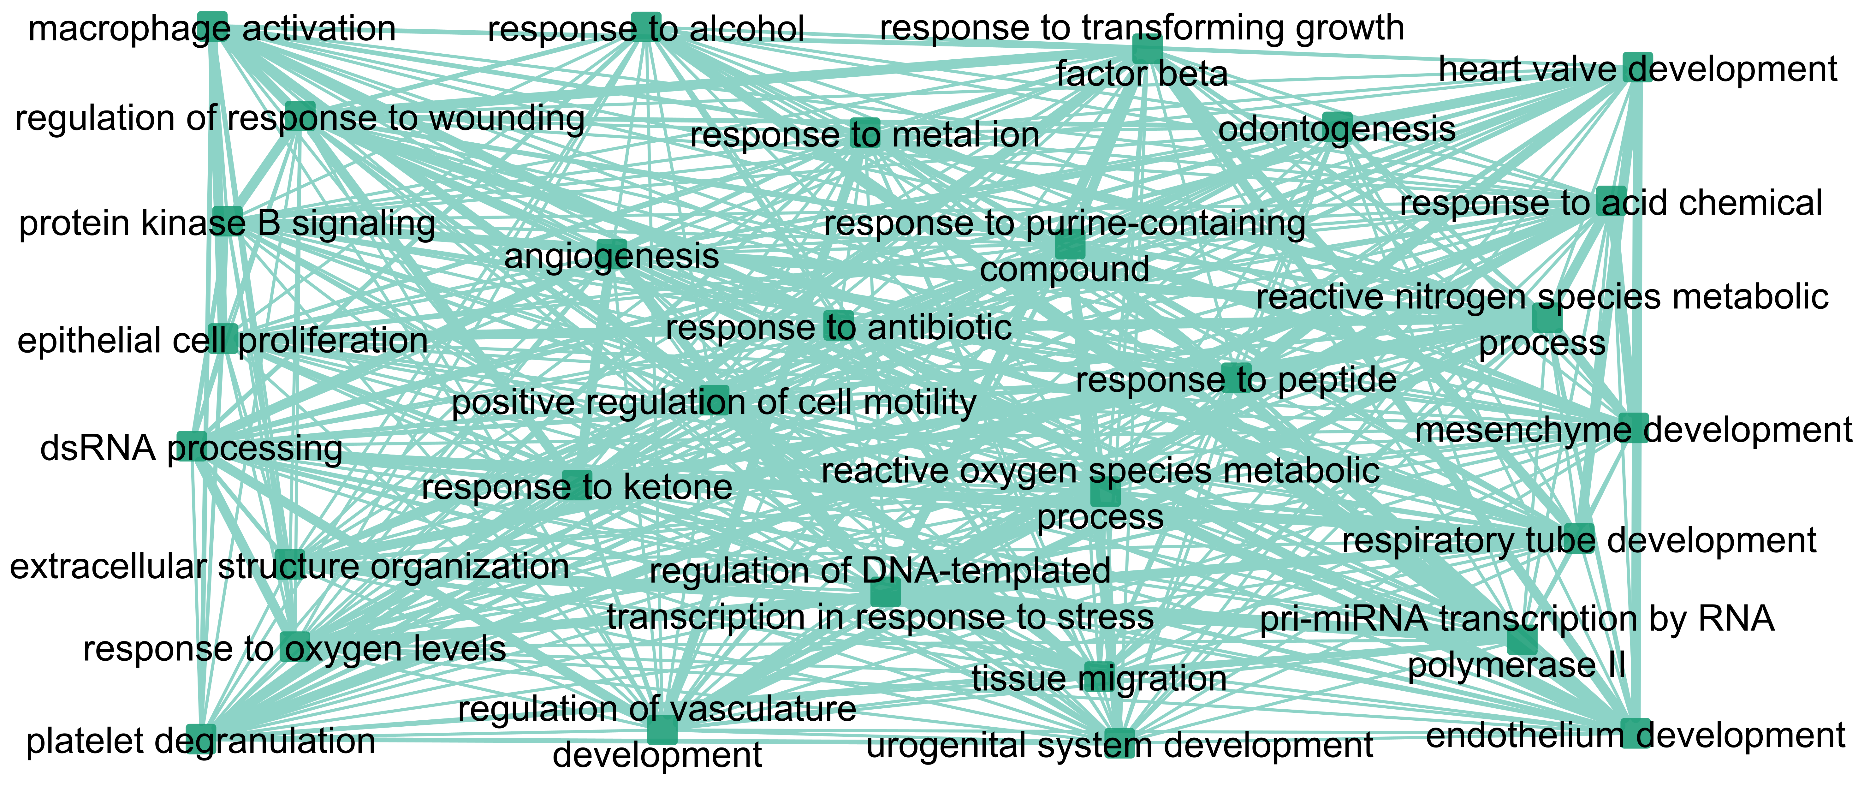 macrophage activation
response to alcohol
response to transforming growth
factor beta
heart valve development
regulation of response to wounding
response to metal ion
odontogenesis
protein kinase B signaling
angiogenesis
response to purine-containing
compound
response to acid chemical
epithelial cell proliferation
response to antibiotic
reactive nitrogen species metabolic
process
positive regulation of cell motility
response to peptide
dsRNA processing
response to ketone
reactive oxygen species metabolic
process
mesenchyme development
extracellular structure organization
regulation of DNA-templated
transcription in response to stress
respiratory tube development
response to oxygen levels
tissue migration
pri-miRNA transcription by RNA
polymerase II
platelet degranulation
regulation of vasculature
development
urogenital system development
endothelium development